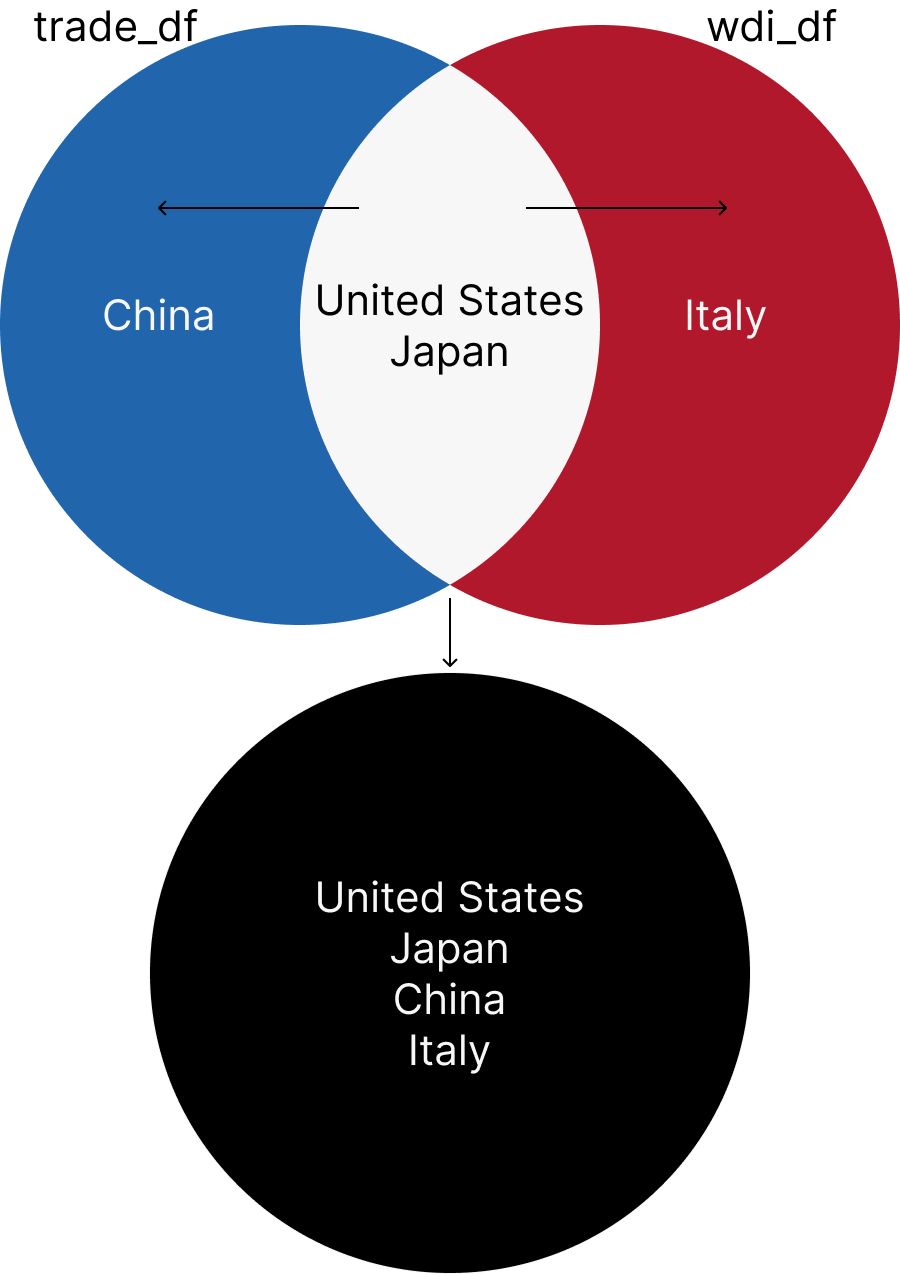 trade_df
wdi_df
China
United States
Japan
Italy
United States
Japan
China
Italy